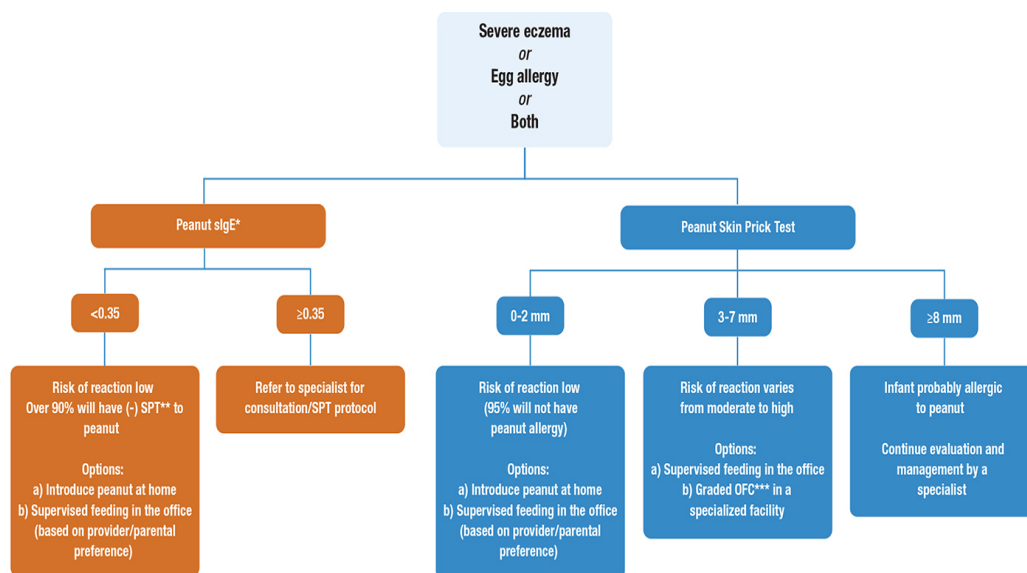 Severe eczema
or
Egg allergy
or
Both
Peanut sIgE*
Peanut Skin Prick Test
<0.35
≥0.35
0-2 mm
3-7 mm
≥8 mm
Risk of reaction low
Over 90% will have (-) SPT** to
peanut
Options:
a) Introduce peanut at home
b) Supervised feeding in the office
(based on provider/parental
preference)
Refer to specialist for
consultation/SPT protocol
Risk of reaction low
(95% will not have
peanut allergy)
Options:
a) Introduce peanut at home
b) Supervised feeding in the office
(based on provider/parental
preference)
Risk of reaction varies
from moderate to high
Options:
a) Supervised feeding in the office
b) Graded OFC*** in a
specialized facility
Infant probably allergic
to peanut
Continue evaluation and
management by a
specialist